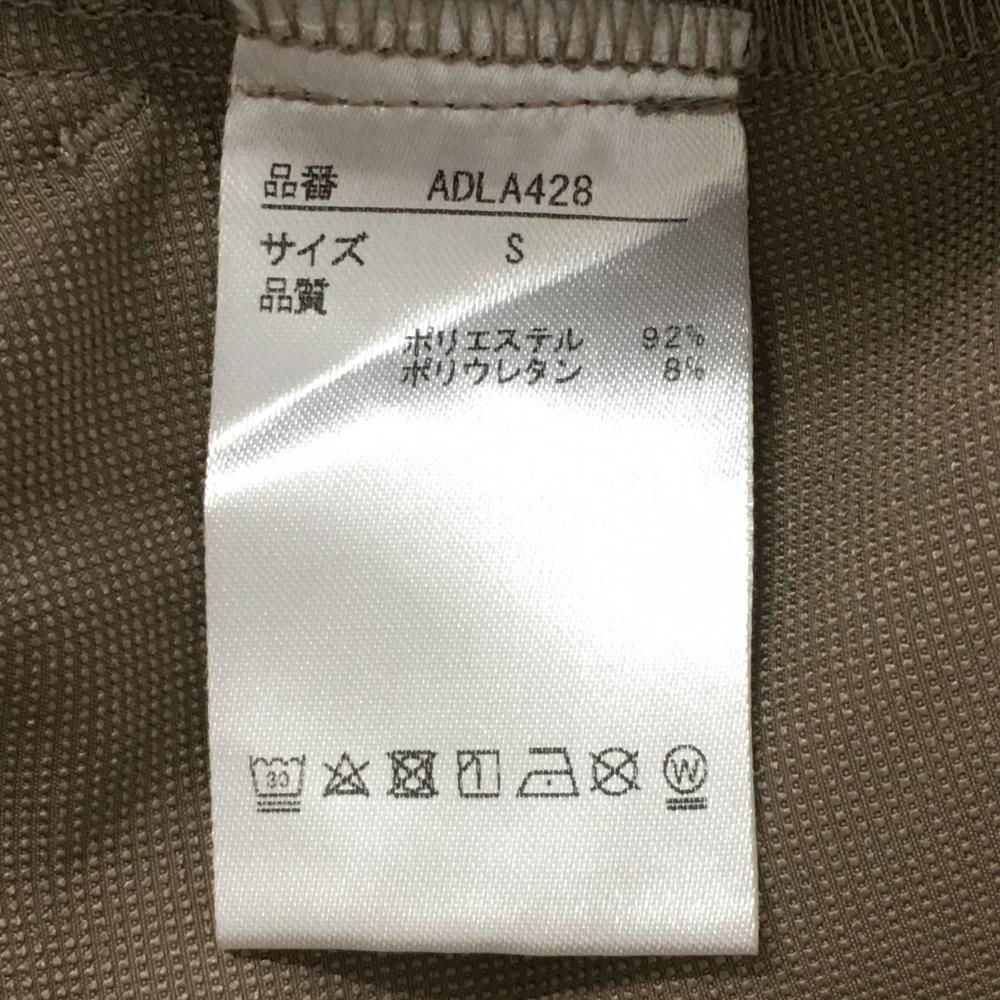 品番 ADLA428
サイズ S
品質
ポリエステル 92%
ポリウレタン 8%
30 W